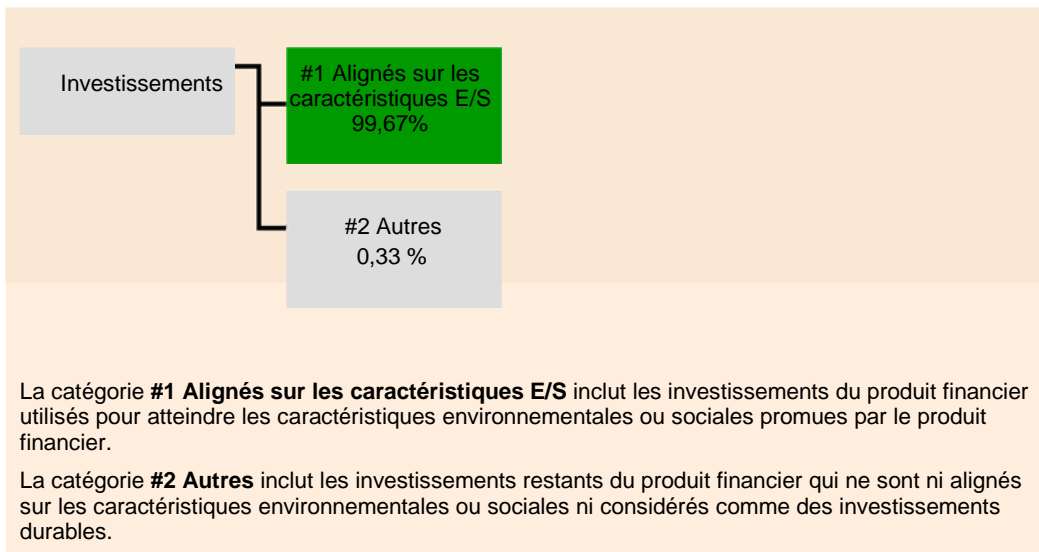 Investissements
#1 Alignés sur les
caractéristiques E/S
99,67%
#2 Autres
0,33 %
La catégorie #1 Alignés sur les caractéristiques E/S inclut les investissements du produit financier
utilisés pour atteindre les caractéristiques environnementales ou sociales promues par le produit
financier.
La catégorie #2 Autres inclut les investissements restants du produit financier qui ne sont ni alignés
sur les caractéristiques environnementales ou sociales ni considérés comme des investissements
durables.